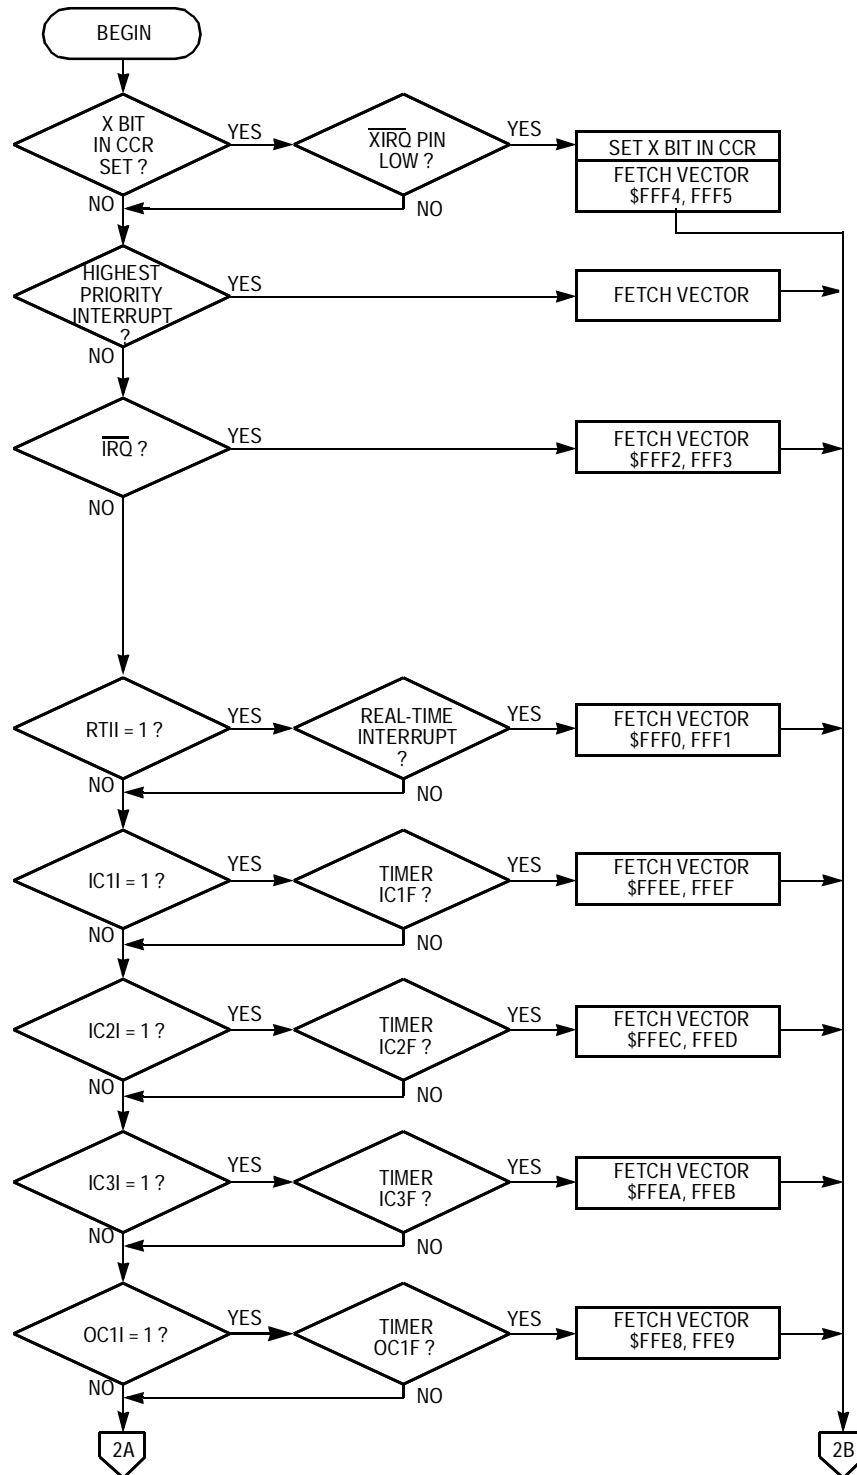 BEGIN
X BIT
IN CCR
SET ?
YES
XIRQ PIN
LOW ?
YES
SET X BIT IN CCR
FETCH VECTOR
$FFF4, FFF5
NO
NO
HIGHEST
PRIORITY
INTERRUPT
?
YES
FETCH VECTOR
NO
IRQ ?
YES
FETCH VECTOR
$FFF2, FFF3
NO
RTII = 1 ?
YES
REAL-TIME
INTERRUPT
?
YES
FETCH VECTOR
$FFF0, FFF1
NO
NO
IC1I = 1 ?
YES
TIMER
IC1F ?
YES
FETCH VECTOR
$FFEE, FFEF
NO
NO
IC2I = 1 ?
YES
TIMER
IC2F ?
YES
FETCH VECTOR
$FFEC, FFED
NO
NO
IC3I = 1 ?
YES
TIMER
IC3F ?
YES
FETCH VECTOR
$FFEA, FFEB
NO
NO
OC1I = 1 ?
YES
TIMER
OC1F ?
YES
FETCH VECTOR
$FFE8, FFE9
NO
NO
2A
2B